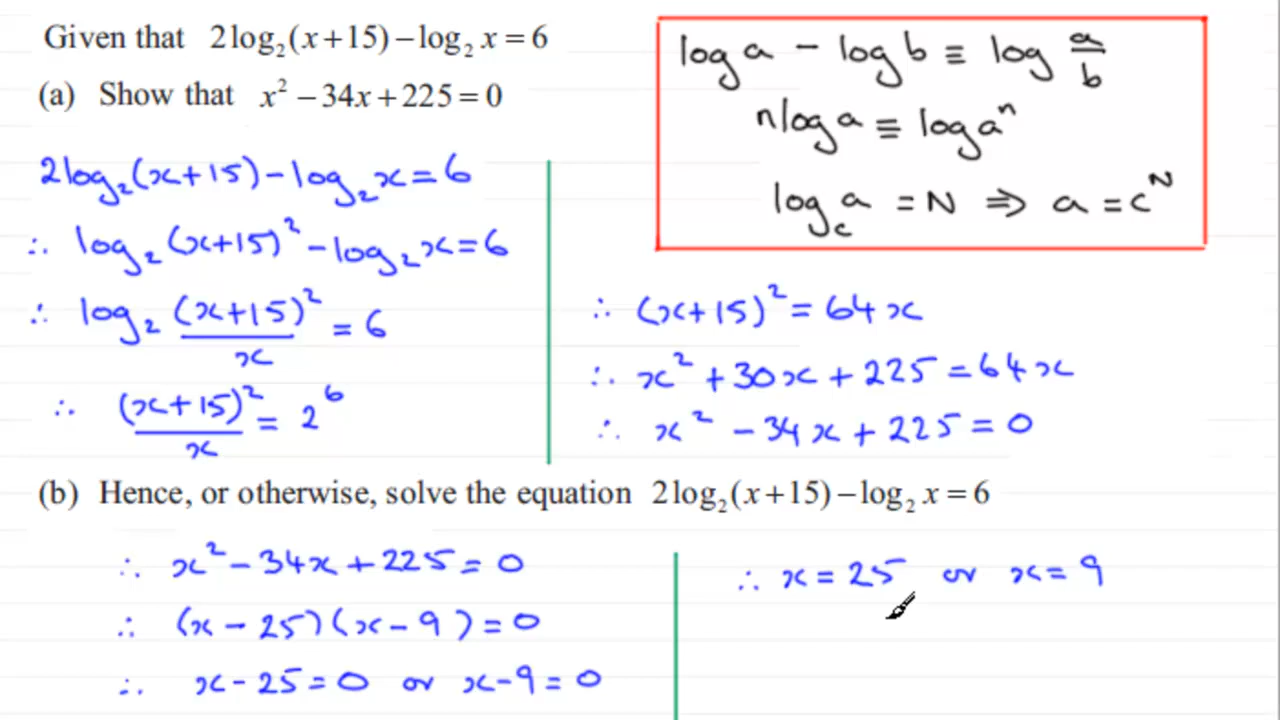 Given that 2log₂(x+15)−log₂x=6
(a) Show that x²−34x+225=0
log a − log b ≡ log a/b
n log a ≡ log aⁿ
log_c a = N ⇒ a = c^N
2log₂(x+15)−log₂x=6
∴ log₂(x+15)²−log₂x=6
∴ log₂ (x+15)²/x = 6
∴ (x+15)²/x = 2⁶
∴ (x+15)²=64x
∴ x²+30x+225=64x
∴ x²−34x+225=0
(b) Hence, or otherwise, solve the equation 2log₂(x+15)−log₂x=6
∴ x²−34x+225=0
∴ (x−25)(x−9)=0
∴ x−25=0 or x−9=0
∴ x=25 or x=9